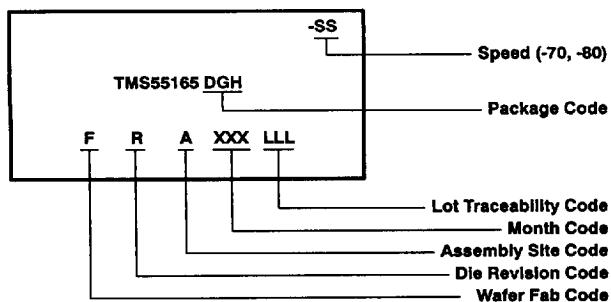 -SS
Speed (-70, -80)
TMS55165 DGH
Package Code
F R A XXX LLL
Lot Traceability Code
Month Code
Assembly Site Code
Die Revision Code
Wafer Fab Code